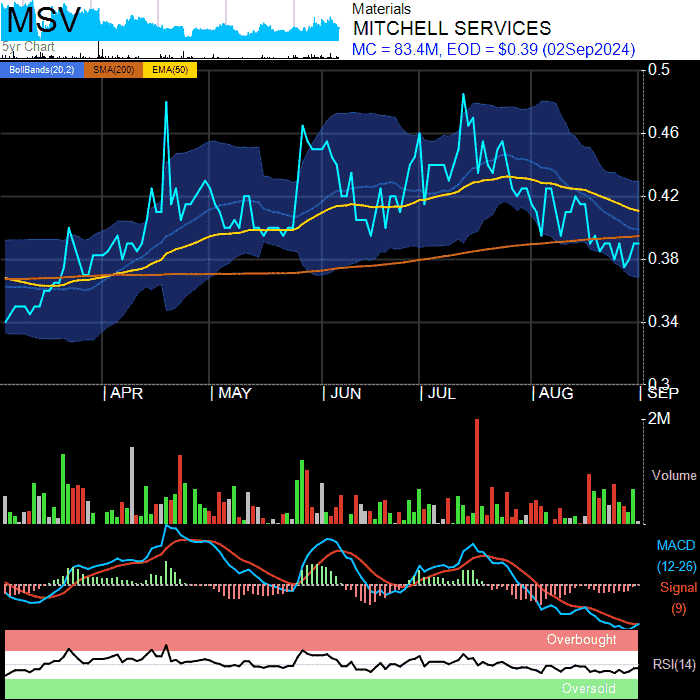 MSV
5yr Chart
Materials
MITCHELL SERVICES
MC = 83.4M, EOD = $0.39 (02Sep2024)
BollBands(20,2) SMA(200) EMA(50)
0.5
0.46
0.42
0.38
0.34
0.3
APR MAY JUN JUL AUG SEP
2M
Volume
MACD
(12-26)
Signal
(9)
Overbought
RSI(14)
Oversold